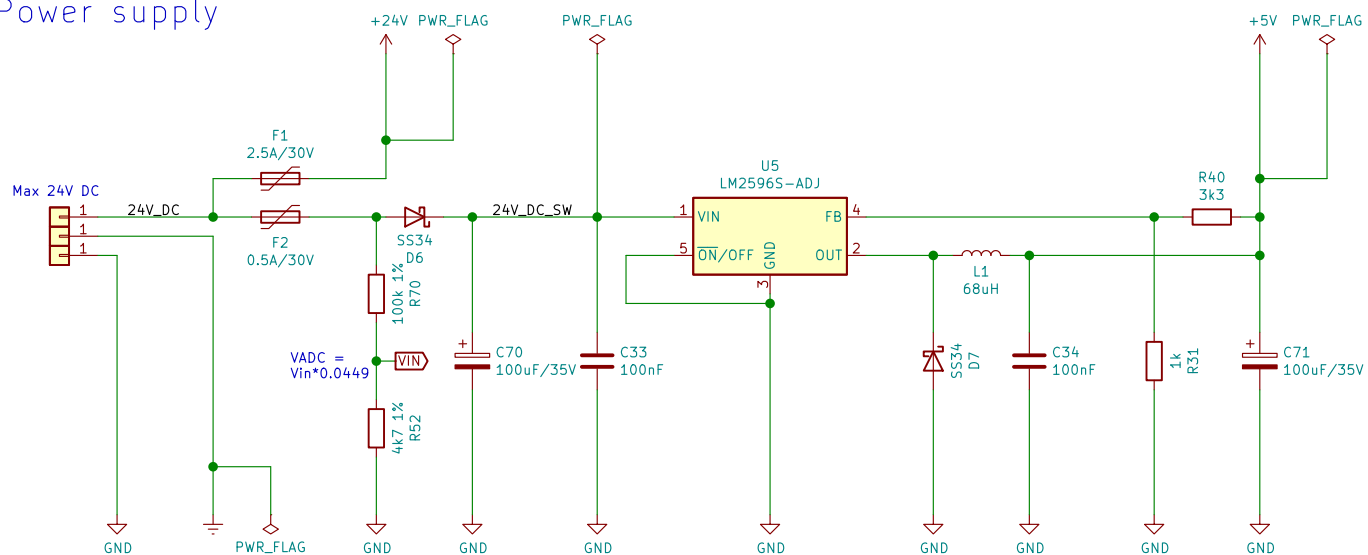 Power supply
+24V PWR_FLAG
PWR_FLAG
+5V PWR_FLAG
F1
2.5A/30V
Max 24V DC
1
1
1
24V_DC
F2
0.5A/30V
SS34
D6
24V_DC_SW
100k 1%
R70
VADC =
Vin*0.0449
VIN
4k7 1%
R52
C70
100uF/35V
C33
100nF
U5
LM2596S-ADJ
1
VIN
FB
4
5
ON/OFF
GND
OUT
2
3
R40
3k3
L1
68uH
SS34
D7
C34
100nF
1k
R31
C71
100uF/35V
GND
PWR_FLAG
GND
GND
GND
GND
GND
GND
GND
GND